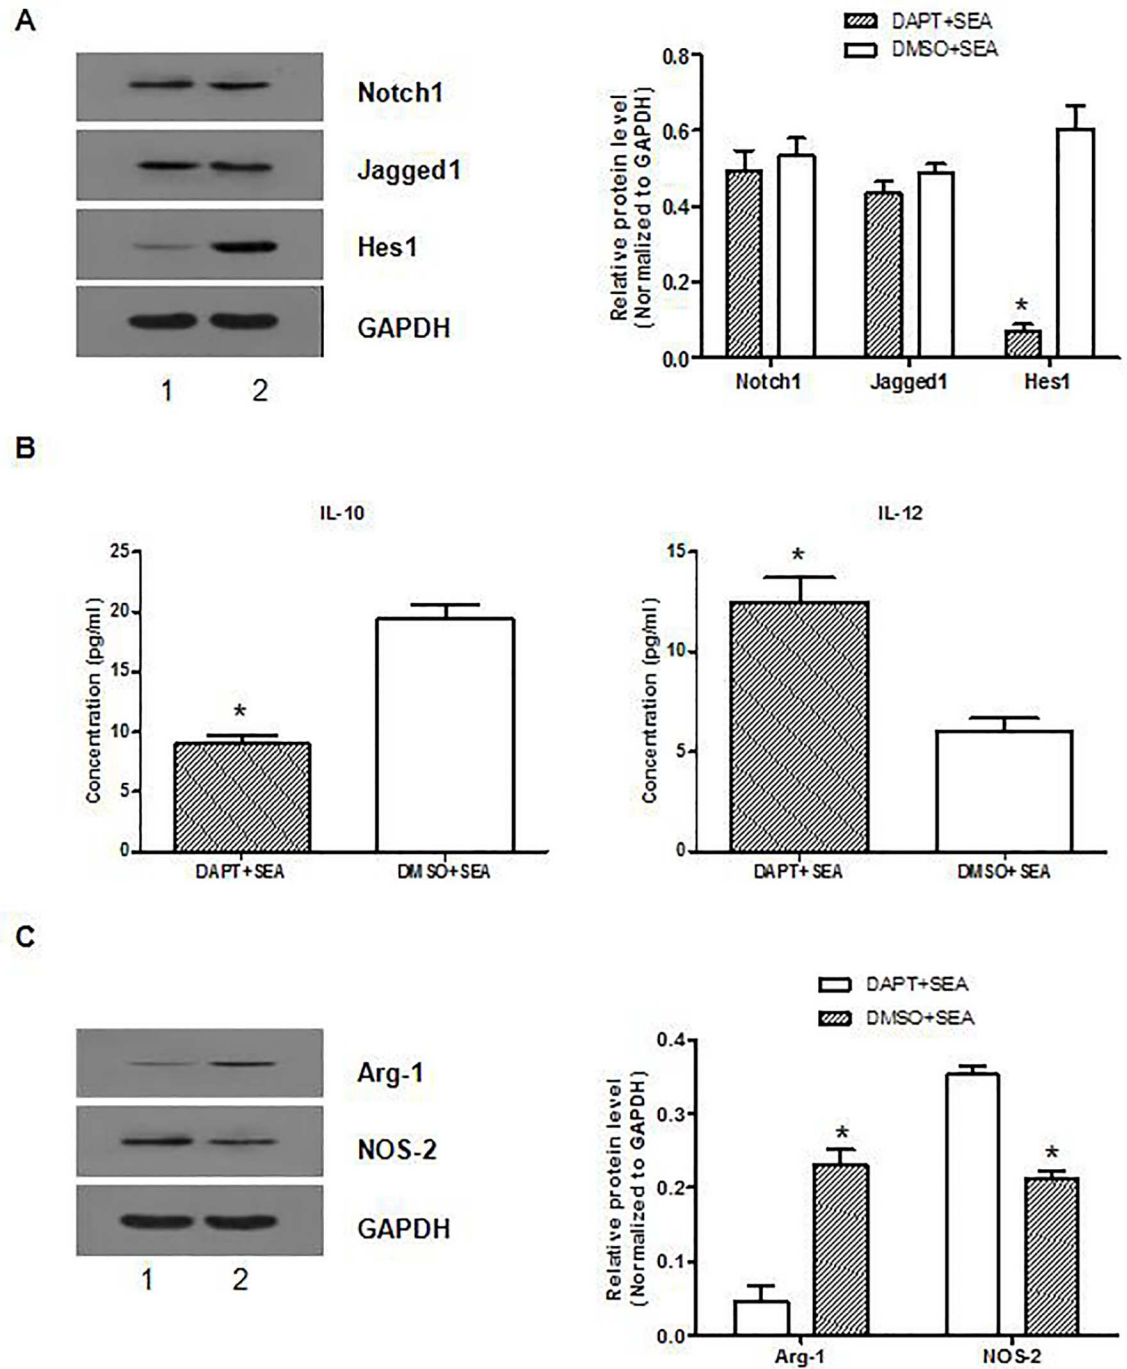 A
Notch1
Jagged1
Hes1
GAPDH
1 2
DAPT+SEA
DMSO+SEA
Relative protein level
(Normalized to GAPDH)
0.8
0.6
0.4
0.2
0.0
*
Notch1 Jagged1 Hes1
B
IL-10
Concentration (pg/ml)
25
20
15
10
5
0
*
DAPT+SEA DMSO+SEA
IL-12
Concentration (pg/ml)
15
10
5
0
*
DAPT+SEA DMSO+SEA
C
Arg-1
NOS-2
GAPDH
1 2
DAPT+SEA
DMSO+SEA
Relative protein level
(Normalized to GAPDH)
0.4
0.3
0.2
0.1
0.0
*
*
Arg-1 NOS-2